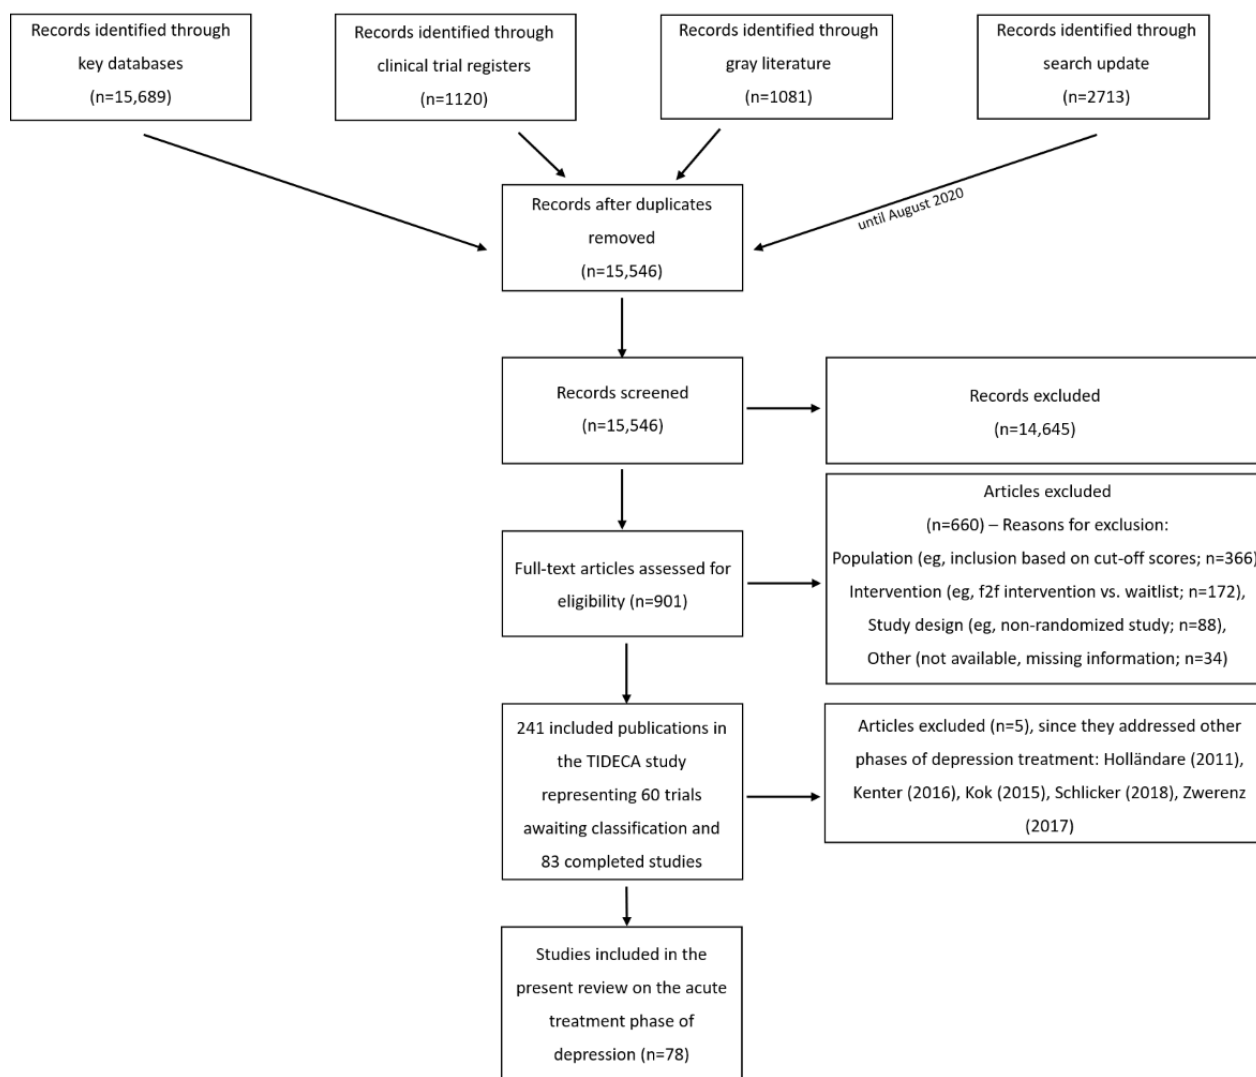 Records identified through
key databases
(n=15,689)
Records identified through
clinical trial registers
(n=1120)
Records identified through
gray literature
(n=1081)
Records identified through
search update
(n=2713)
until August 2020
Records after duplicates
removed
(n=15,546)
Records screened
(n=15,546)
Records excluded
(n=14,645)
Full-text articles assessed for
eligibility (n=901)
Articles excluded
(n=660) – Reasons for exclusion:
Population (eg, inclusion based on cut-off scores; n=366)
Intervention (eg, f2f intervention vs. waitlist; n=172),
Study design (eg, non-randomized study; n=88),
Other (not available, missing information; n=34)
241 included publications in
the TIDECA study
representing 60 trials
awaiting classification and
83 completed studies
Articles excluded (n=5), since they addressed other
phases of depression treatment: Holländare (2011),
Kenter (2016), Kok (2015), Schlicker (2018), Zwerenz
(2017)
Studies included in the
present review on the acute
treatment phase of
depression (n=78)